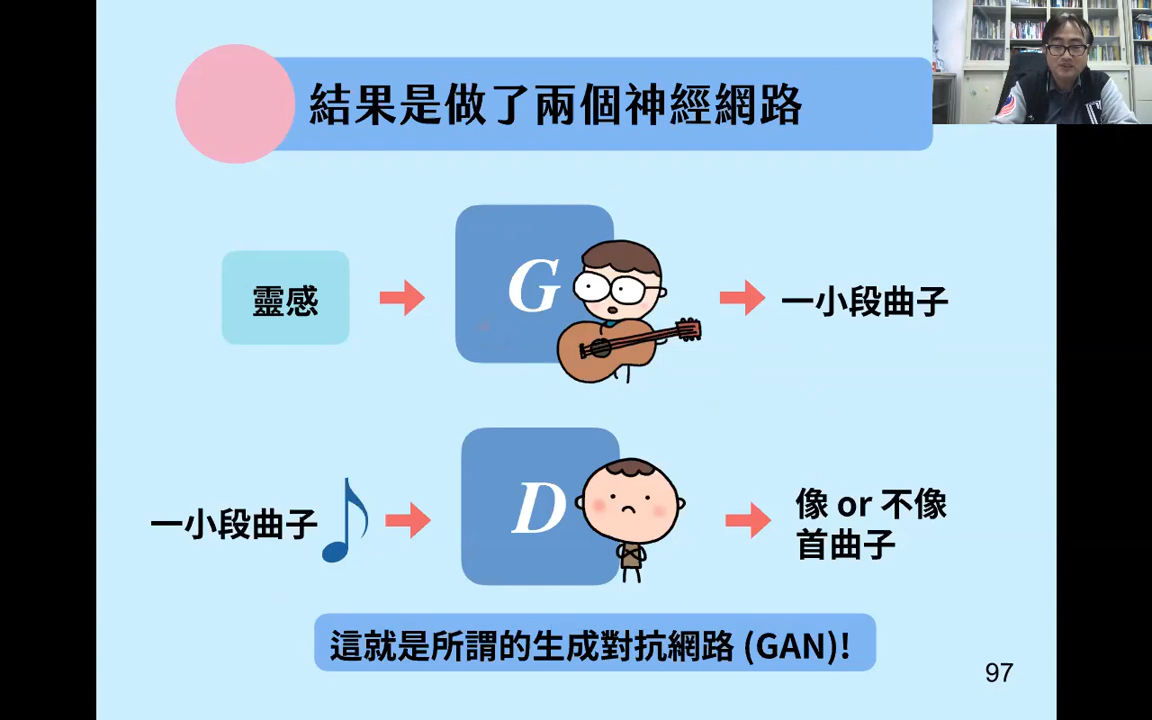 結果是做了兩個神經網路
靈感
G
一小段曲子
一小段曲子
D
像 or 不像
首曲子
這就是所謂的生成對抗網路 (GAN)!
97